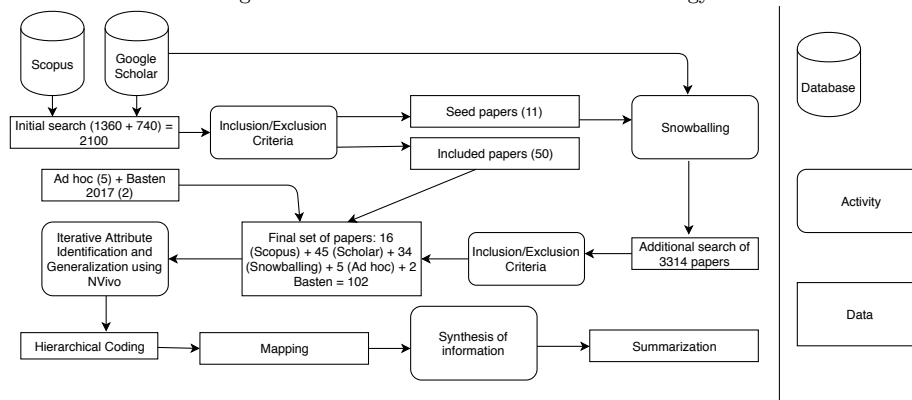 Scopus
Google
Scholar
Database
Initial search (1360 + 740) =
2100
Inclusion/Exclusion
Criteria
Seed papers (11)
Included papers (50)
Snowballing
Ad hoc (5) + Basten
2017 (2)
Activity
Iterative Attribute
Identification and
Generalization using
NVivo
Final set of papers: 16
(Scopus) + 45 (Scholar) + 34
(Snowballing) + 5 (Ad hoc) + 2
Basten = 102
Inclusion/Exclusion
Criteria
Additional search of
3314 papers
Data
Hierarchical Coding
Mapping
Synthesis of
information
Summarization